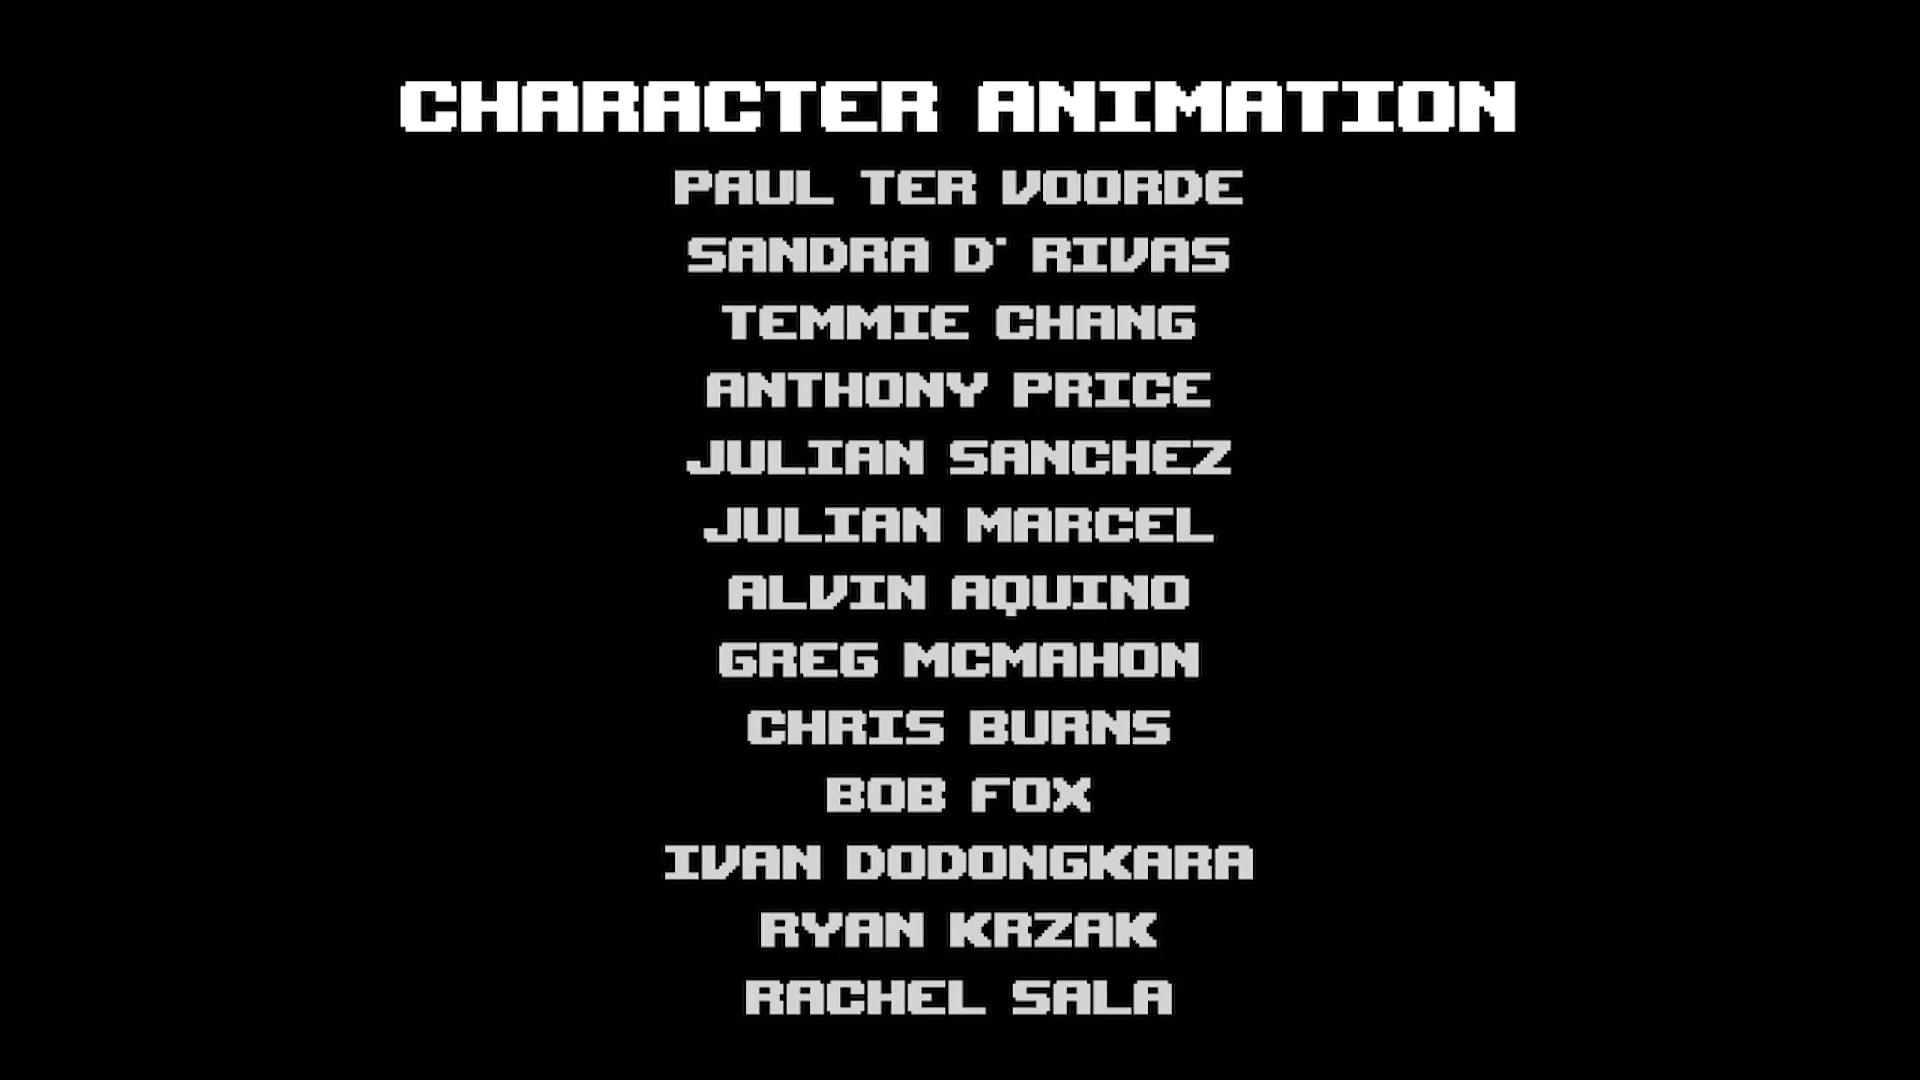 CHARACTER ANIMATION
PAUL TER VOORDE
SANDRA D' RIVAS
TEMMIE CHANG
ANTHONY PRICE
JULIAN SANCHEZ
JULIAN MARCEL
ALVIN AQUINO
GREG MCMAHON
CHRIS BURNS
BOB FOX
IVAN DODONGKARA
RYAN KRZAK
RACHEL SALA